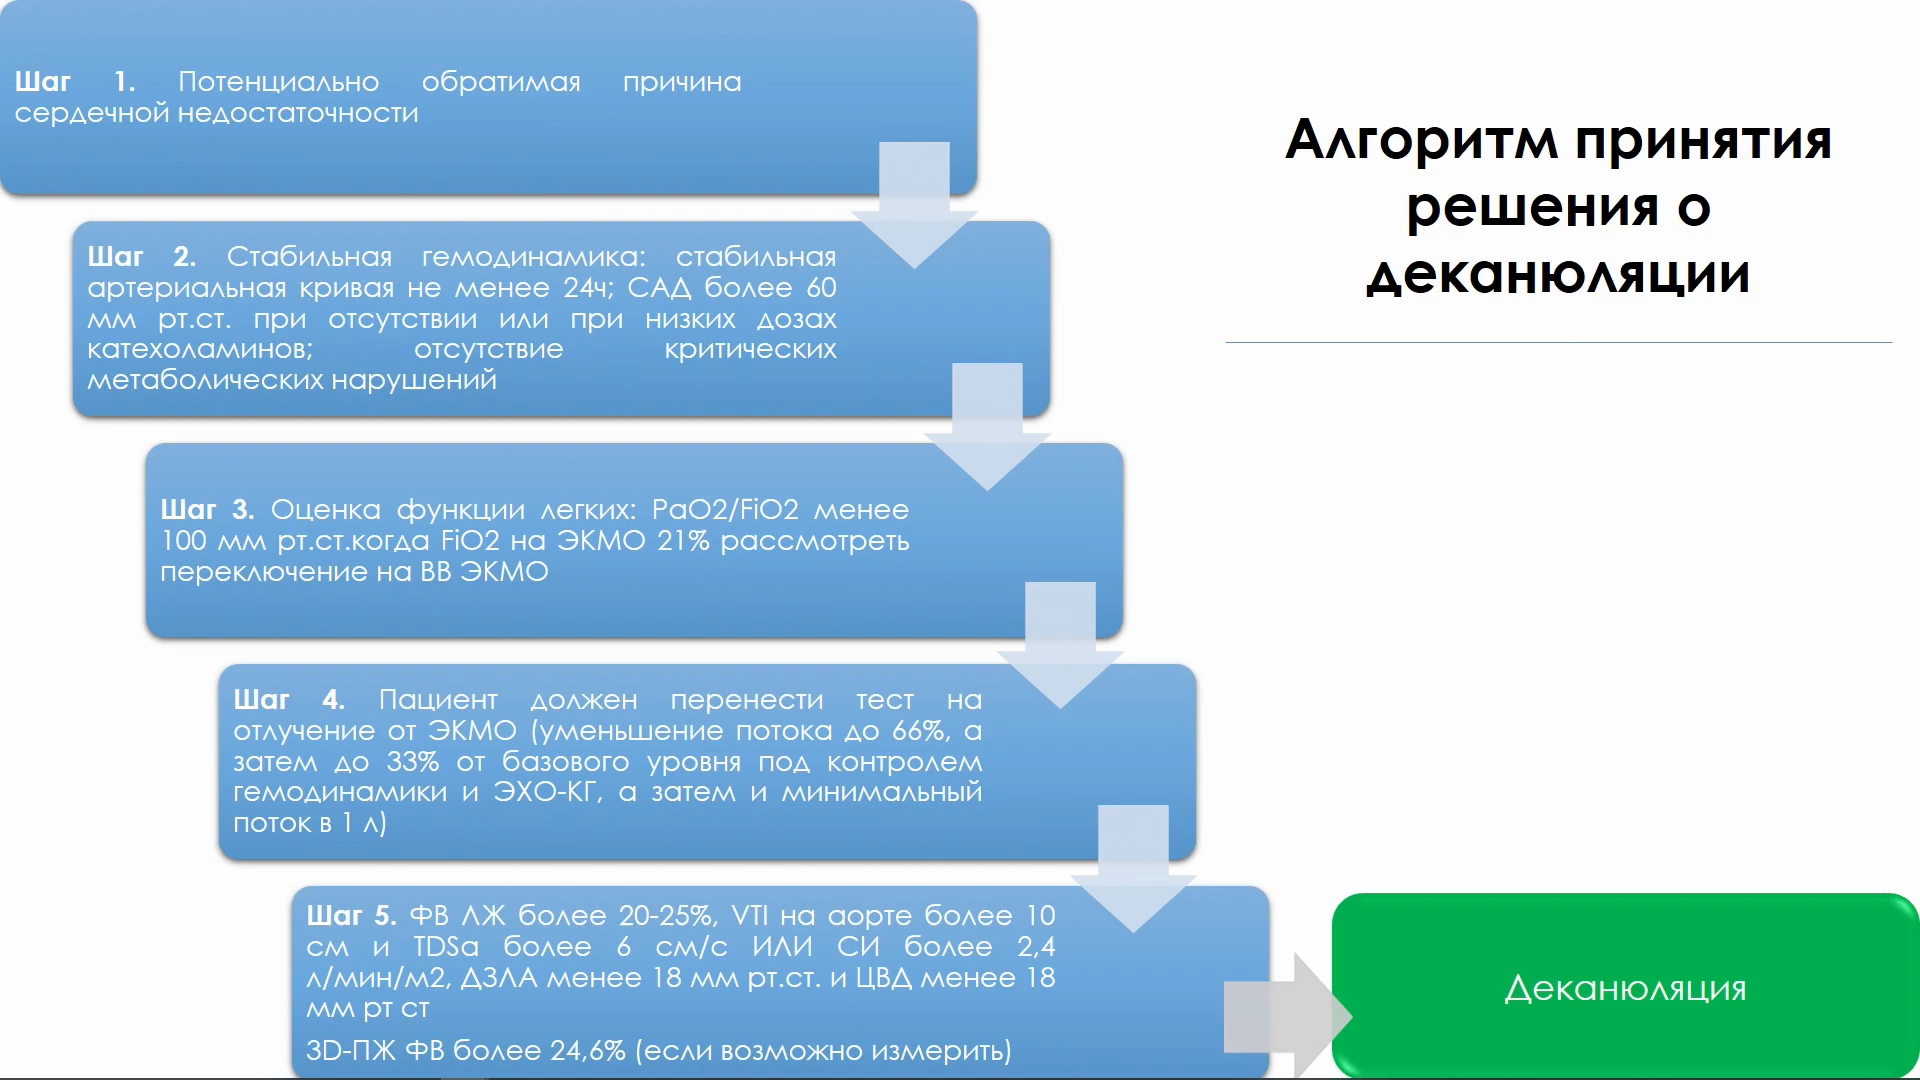 Алгоритм принятия
решения о
деканюляции
Шаг 1. Потенциально обратимая причина
сердечной недостаточности
Шаг 2. Стабильная гемодинамика: стабильная
артериальная кривая не менее 24ч; САД более 60
мм рт.ст. при отсутствии или при низких дозах
катехоламинов; отсутствие критических
метаболических нарушений
Шаг 3. Оценка функции легких: PaO2/FiO2 менее
100 мм рт.ст.когда FiO2 на ЭКМО 21% рассмотреть
переключение на ВВ ЭКМО
Шаг 4. Пациент должен перенести тест на
отлучение от ЭКМО (уменьшение потока до 66%, а
затем до 33% от базового уровня под контролем
гемодинамики и ЭХО-КГ, а затем и минимальный
поток в 1 л)
Шаг 5. ФВ ЛЖ более 20-25%, VTI на аорте более 10
см и TDSa более 6 см/с ИЛИ СИ более 2,4
л/мин/м2, ДЗЛА менее 18 мм рт.ст. и ЦВД менее 18
мм рт ст
3D-ПЖ ФВ более 24,6% (если возможно измерить)
Деканюляция